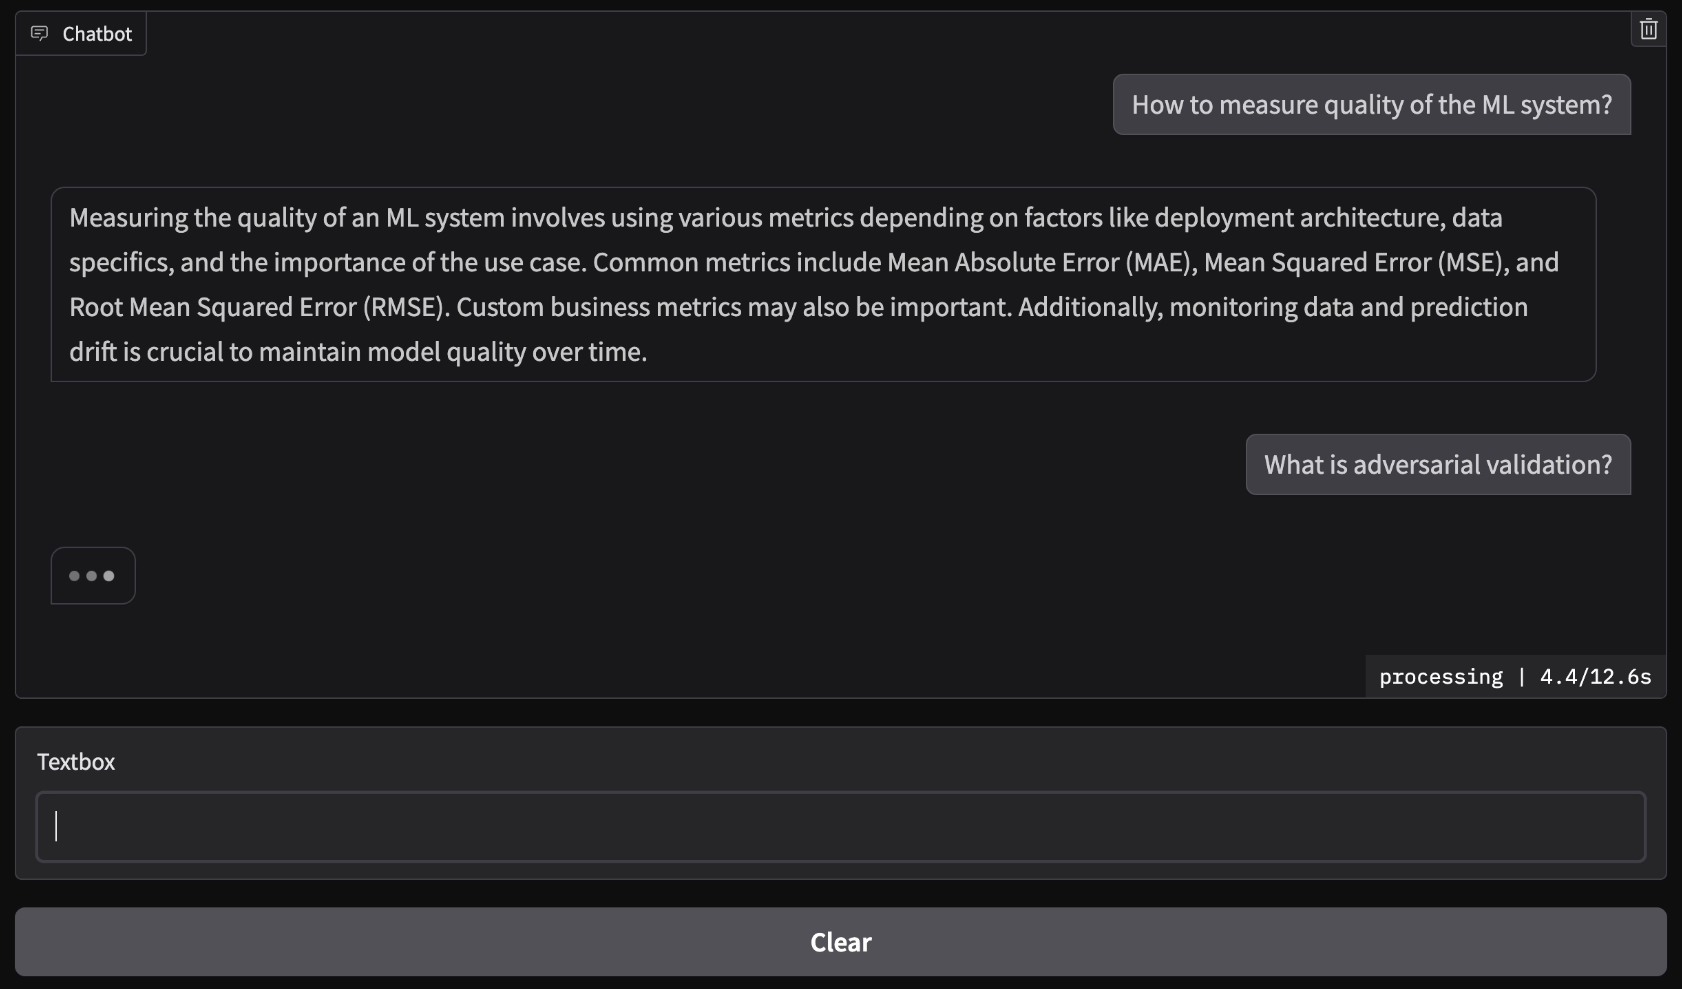 Chatbot
How to measure quality of the ML system?
Measuring the quality of an ML system involves using various metrics depending on factors like deployment architecture, data
specifics, and the importance of the use case. Common metrics include Mean Absolute Error (MAE), Mean Squared Error (MSE), and
Root Mean Squared Error (RMSE). Custom business metrics may also be important. Additionally, monitoring data and prediction
drift is crucial to maintain model quality over time.
What is adversarial validation?
processing | 4.4/12.6s
Textbox
Clear